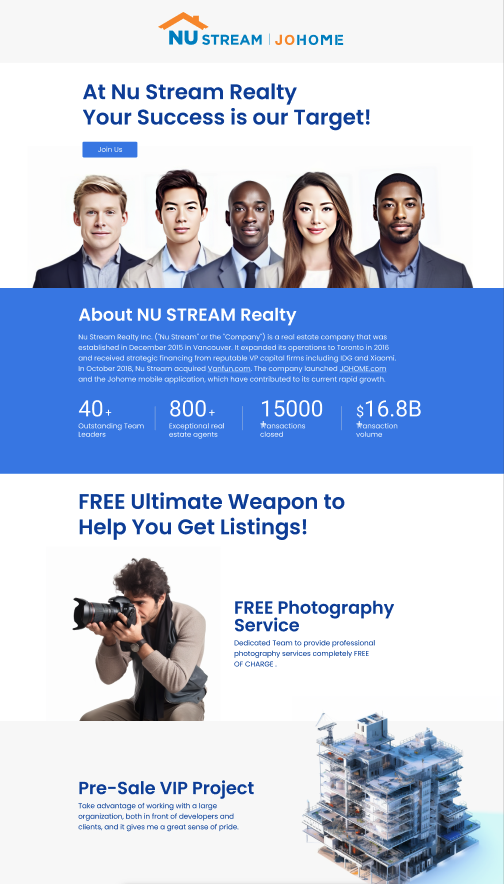 NU STREAM | JOHOME
At Nu Stream Realty
Your Success is our Target!
Join Us
About NU STREAM Realty
Nu Stream Realty Inc. ("Nu Stream" or the "Company") is a real estate company that was
established in December 2015 in Vancouver. It expanded its operations to Toronto in 2016
and received strategic financing from reputable VP capital firms including IDG and Xiaomi.
In October 2018, Nu Stream acquired Vanfun.com. The company launched JOHOME.com
and the Johome mobile application, which have contributed to its current rapid growth.
40+
Outstanding Team
Leaders
800+
Exceptional real
estate agents
15000
*ansactions
closed
$16.8B
*ansaction
volume
FREE Ultimate Weapon to
Help You Get Listings!
FREE Photography
Service
Dedicated Team to provide professional
photography services completely FREE
OF CHARGE .
Pre-Sale VIP Project
Take advantage of working with a large
organization, both in front of developers and
clients, and it gives me a great sense of pride.